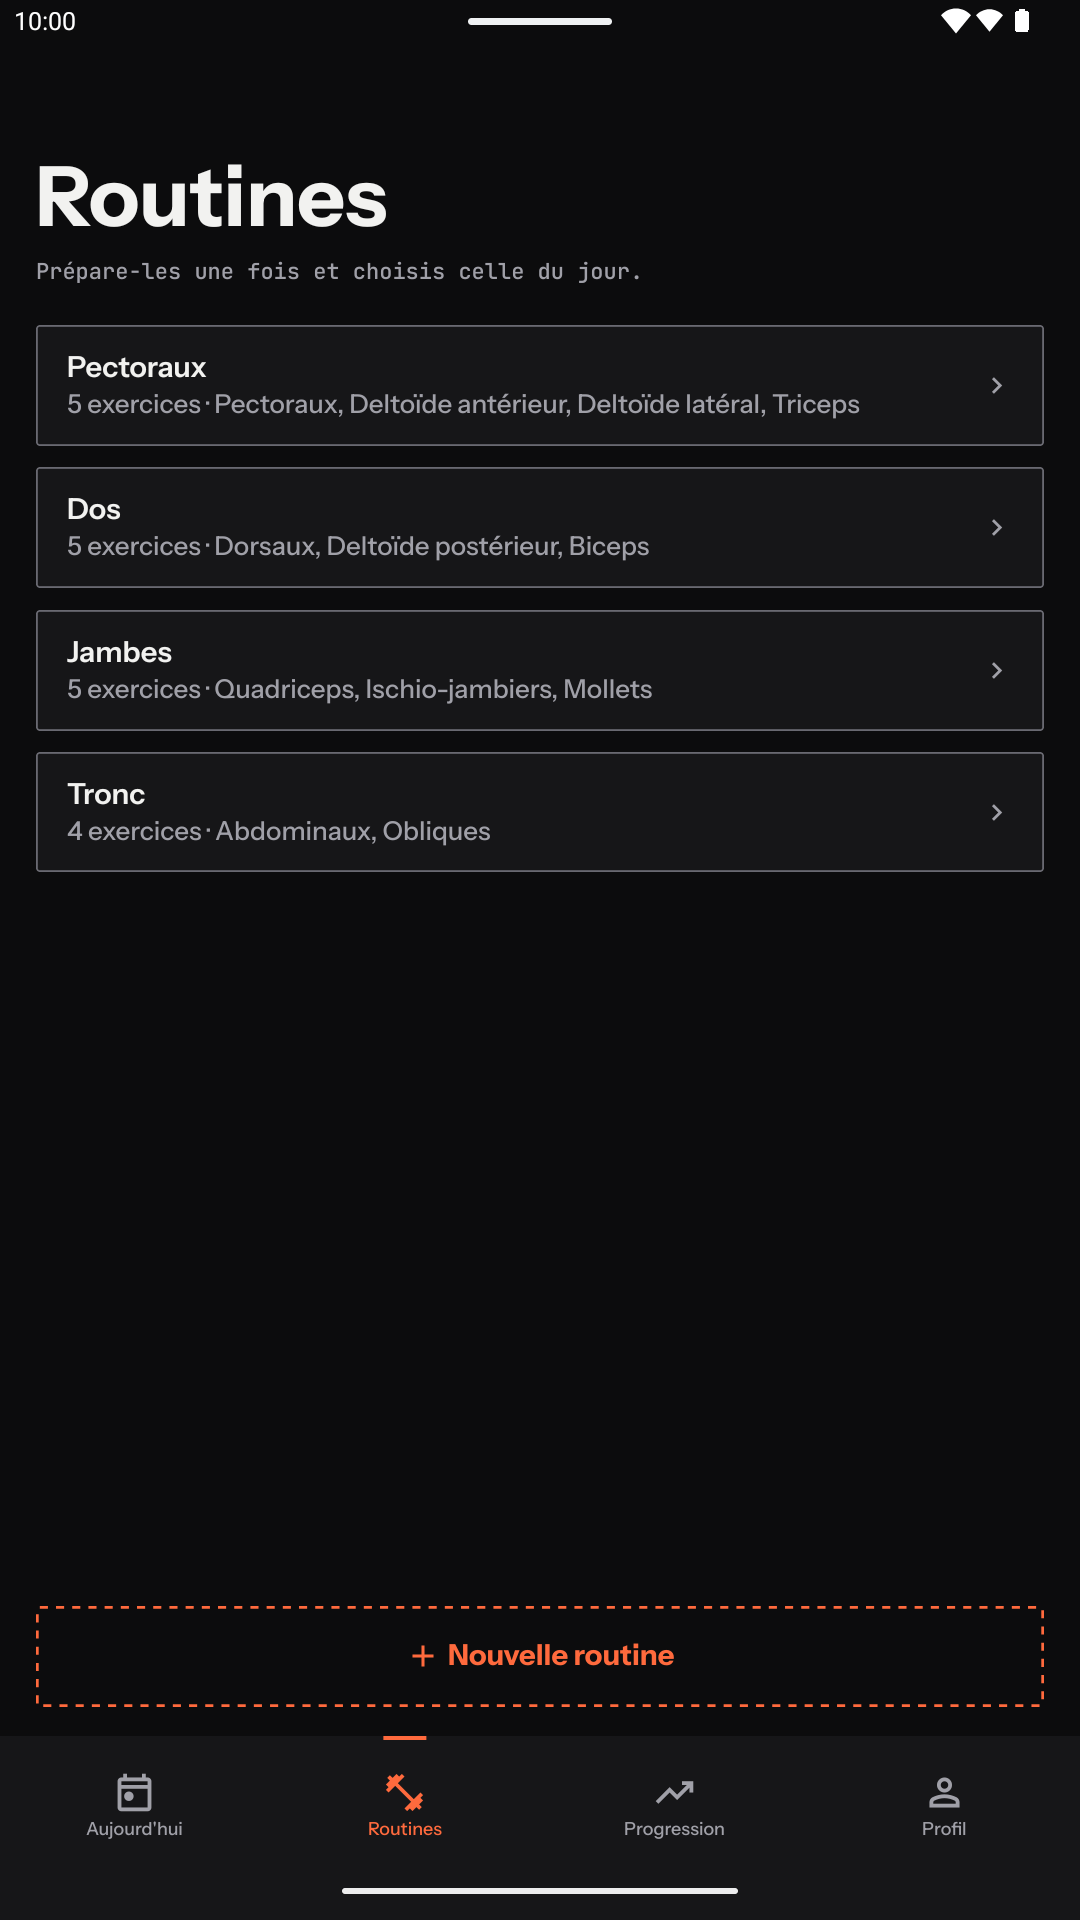 10:00
Routines
Prépare-les une fois et choisis celle du jour.
Pectoraux
5 exercices · Pectoraux, Deltoïde antérieur, Deltoïde latéral, Triceps
Dos
5 exercices · Dorsaux, Deltoïde postérieur, Biceps
Jambes
5 exercices · Quadriceps, Ischio-jambiers, Mollets
Tronc
4 exercices · Abdominaux, Obliques
+ Nouvelle routine
Aujourd'hui
Routines
Progression
Profil